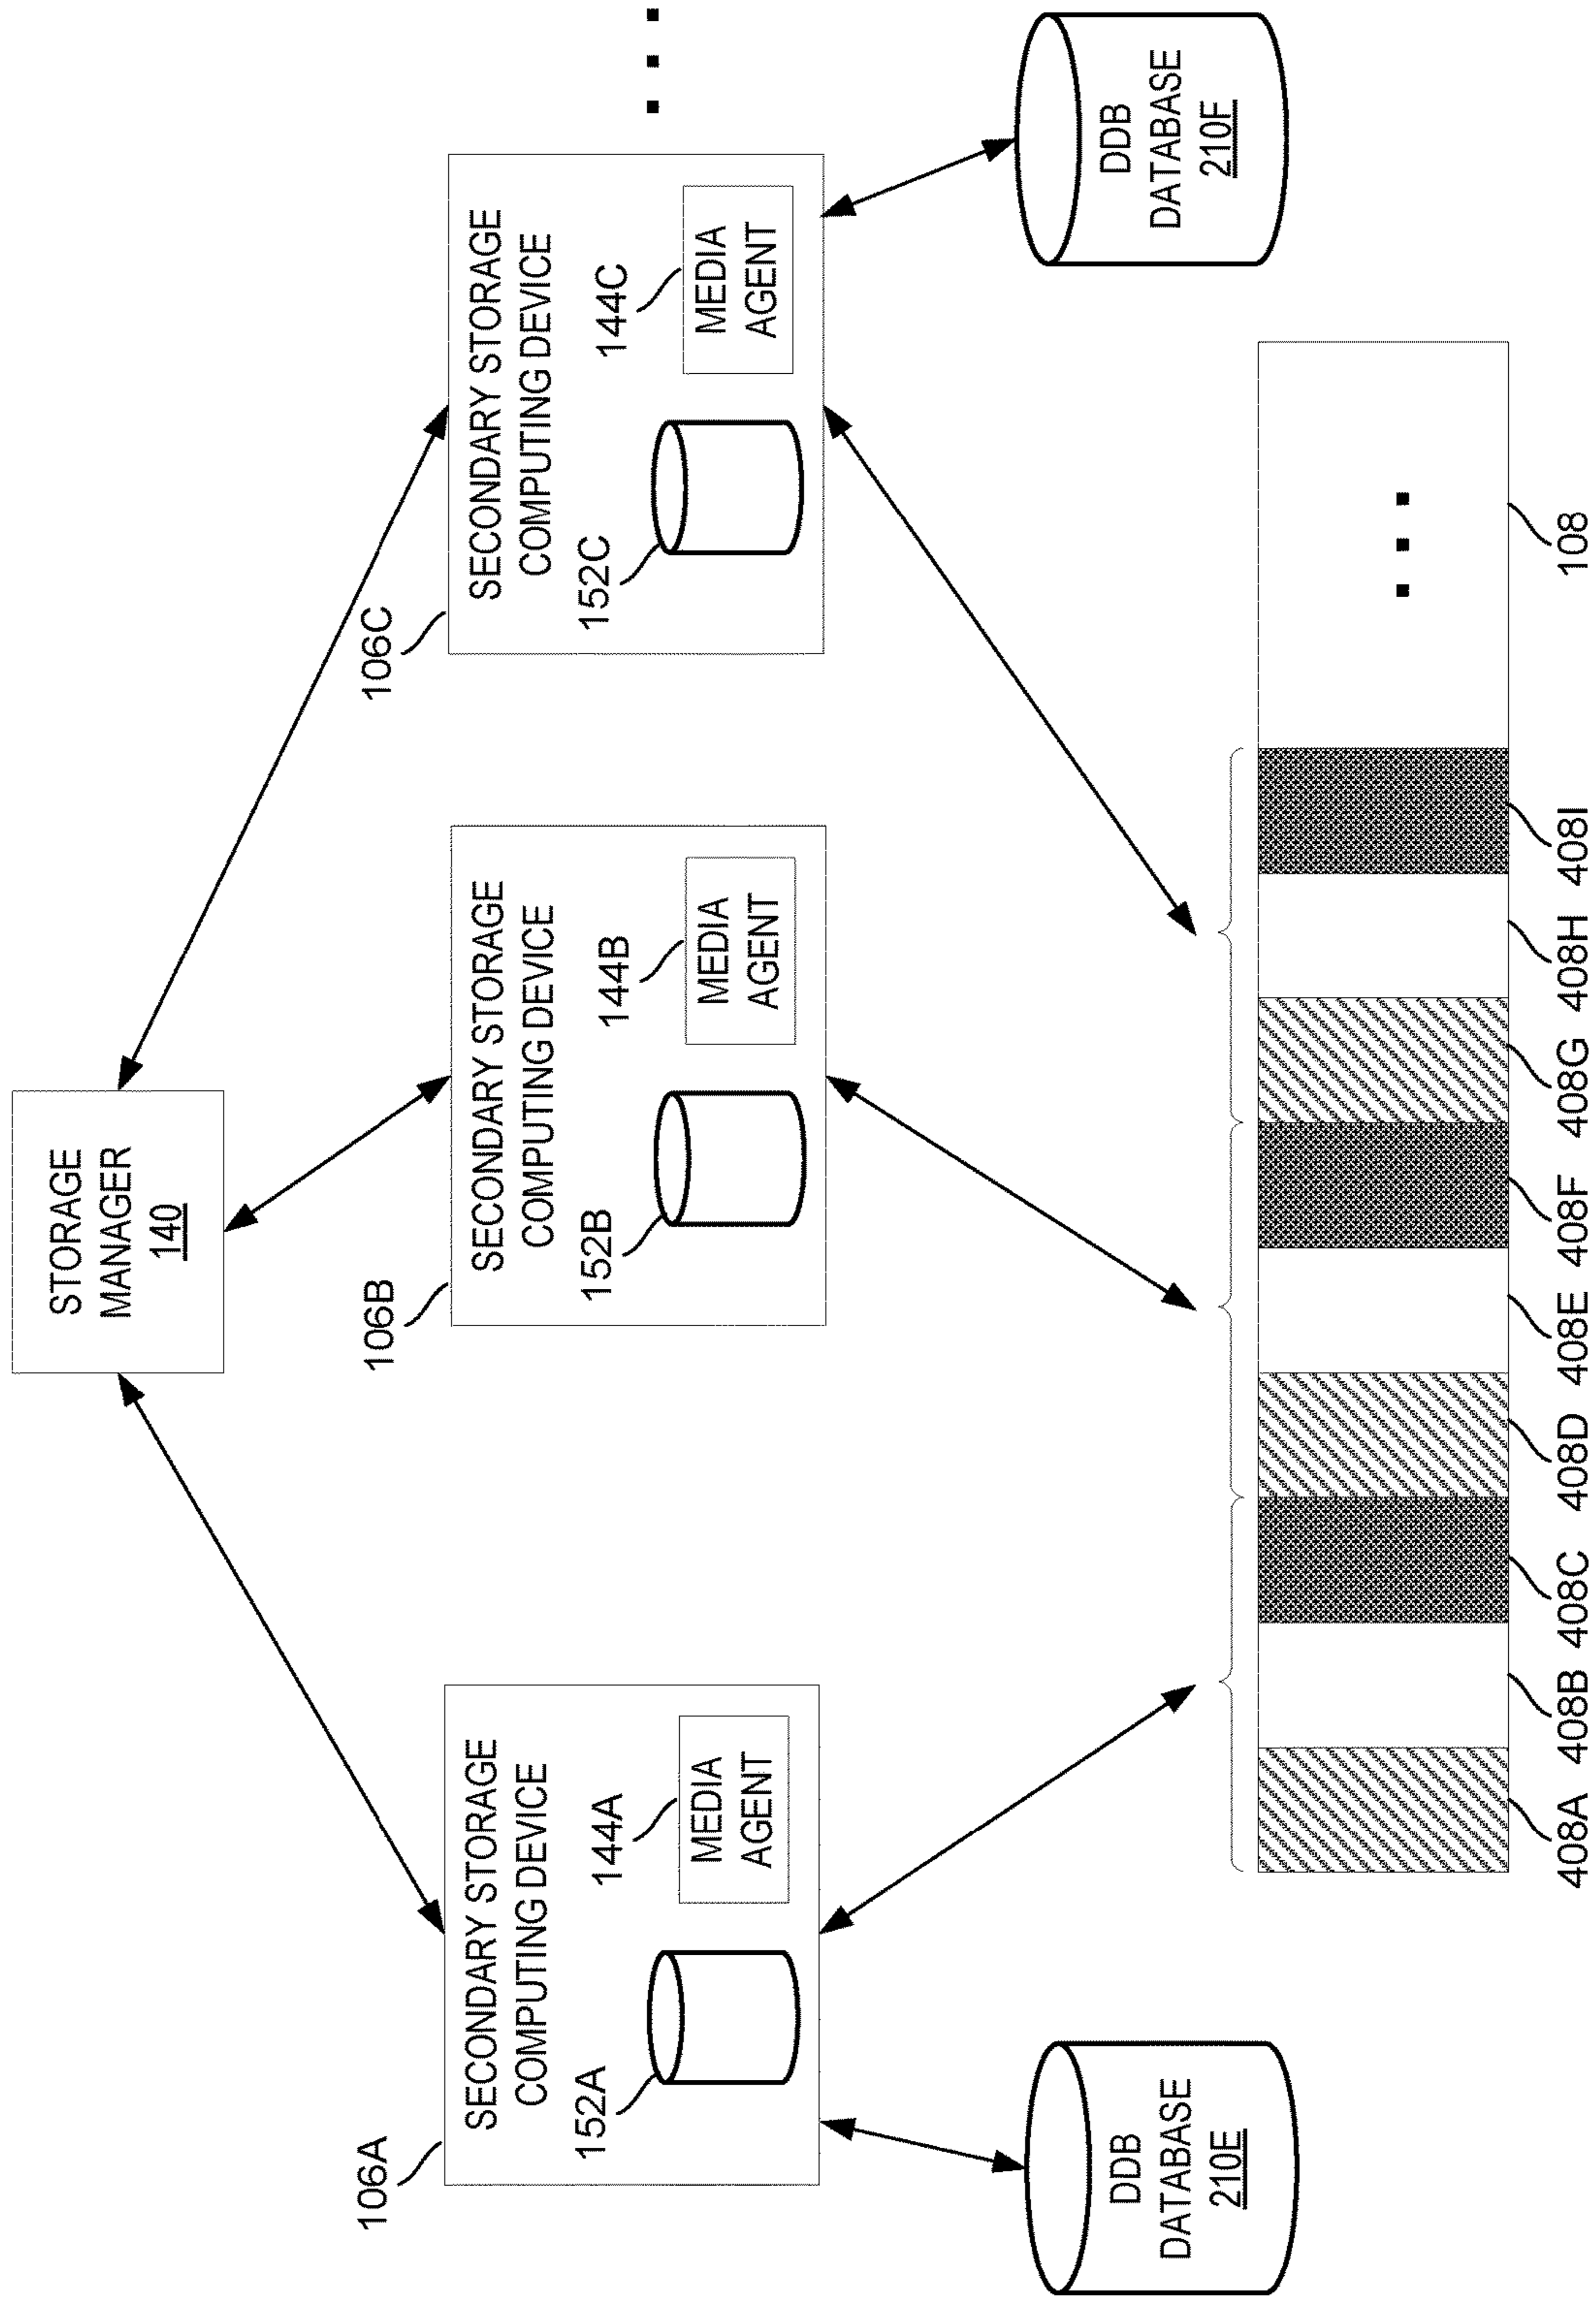 STORAGE
MANAGER
140
106A
SECONDARY STORAGE
COMPUTING DEVICE
152A
144A
MEDIA
AGENT
106B
SECONDARY STORAGE
COMPUTING DEVICE
152B
144B
MEDIA
AGENT
106C
SECONDARY STORAGE
COMPUTING DEVICE
152C
144C
MEDIA
AGENT
DDB
DATABASE
210E
DDB
DATABASE
210F
408A 408B 408C 408D 408E 408F 408G 408H 408I 108